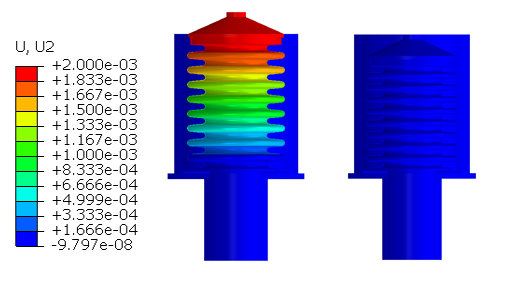 U, U2
+2.000e-03
+1.833e-03
+1.667e-03
+1.500e-03
+1.333e-03
+1.167e-03
+1.000e-03
+8.333e-04
+6.666e-04
+4.999e-04
+3.333e-04
+1.666e-04
-9.797e-08